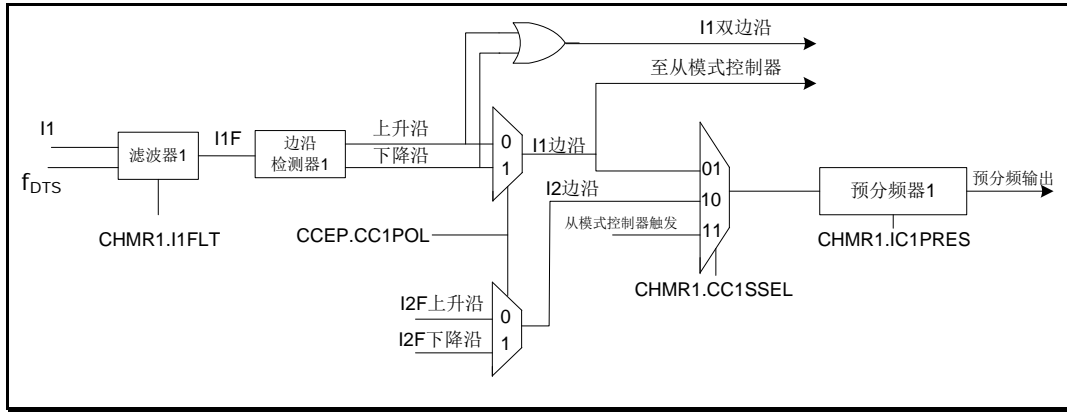 I1双边沿
至从模式控制器
I1
f_DTS
滤波器1
I1F
边沿
检测器1
上升沿
下降沿
0
1
I1边沿
I2边沿
从模式控制器触发
01
10
11
预分频器1
预分频输出
CHMR1.I1FLT
CCEP.CC1POL
CHMR1.IC1PRES
CHMR1.CC1SSEL
I2F上升沿
I2F下降沿
0
1